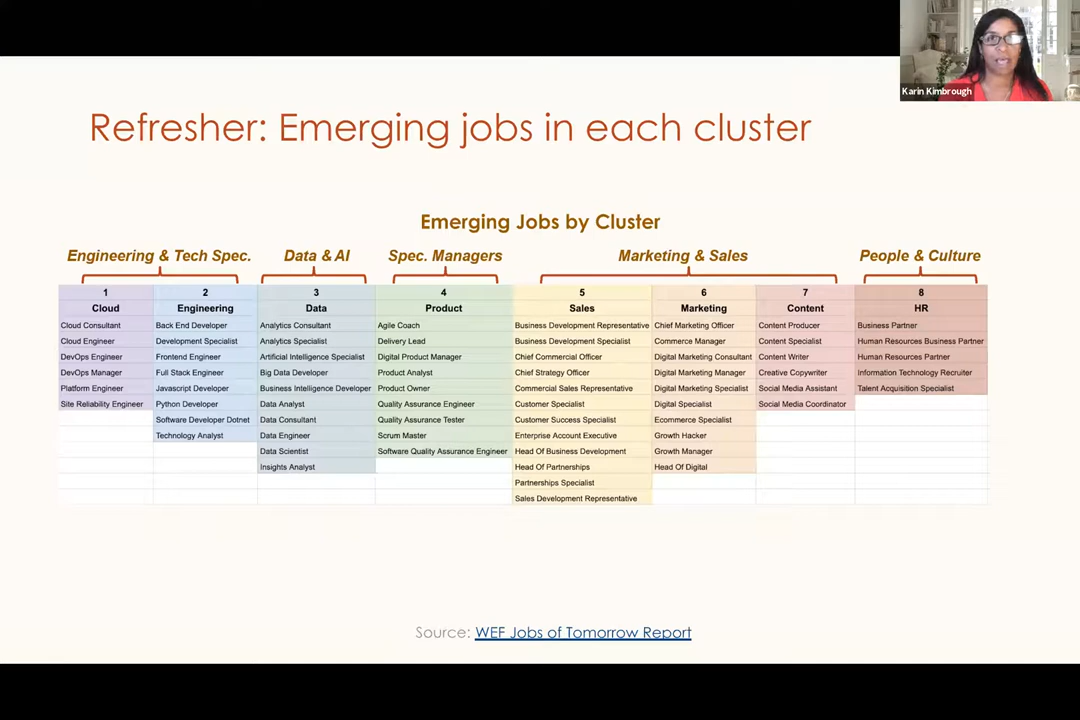 Karin Kimbrough
Refresher: Emerging jobs in each cluster
Emerging Jobs by Cluster
Engineering & Tech Spec. Data & AI Spec. Managers Marketing & Sales People & Culture
1 2 3 4 5 6 7 8
Cloud Engineering Data Product Sales Marketing Content HR
Cloud Consultant Back End Developer Analytics Consultant Agile Coach Business Development Representative Chief Marketing Officer Content Producer Business Partner
Cloud Engineer Development Specialist Analytics Specialist Delivery Lead Business Development Specialist Commerce Manager Content Specialist Human Resources Business Partner
DevOps Engineer Frontend Engineer Artificial Intelligence Specialist Digital Product Manager Chief Commercial Officer Digital Marketing Consultant Content Writer Human Resources Partner
DevOps Manager Full Stack Engineer Big Data Developer Product Analyst Chief Strategy Officer Digital Marketing Manager Creative Copywriter Information Technology Recruiter
Platform Engineer Javascript Developer Business Intelligence Developer Product Owner Commercial Sales Representative Digital Marketing Specialist Social Media Assistant Talent Acquisition Specialist
Site Reliability Engineer Python Developer Data Analyst Quality Assurance Engineer Customer Specialist Digital Specialist Social Media Coordinator
Software Developer Dotnet Data Consultant Quality Assurance Tester Customer Success Specialist Ecommerce Specialist
Technology Analyst Data Engineer Scrum Master Enterprise Account Executive Growth Hacker
Data Scientist Software Quality Assurance Engineer Head Of Business Development Growth Manager
Insights Analyst Head Of Partnerships Head Of Digital
Partnerships Specialist
Sales Development Representative
Source: WEF Jobs of Tomorrow Report